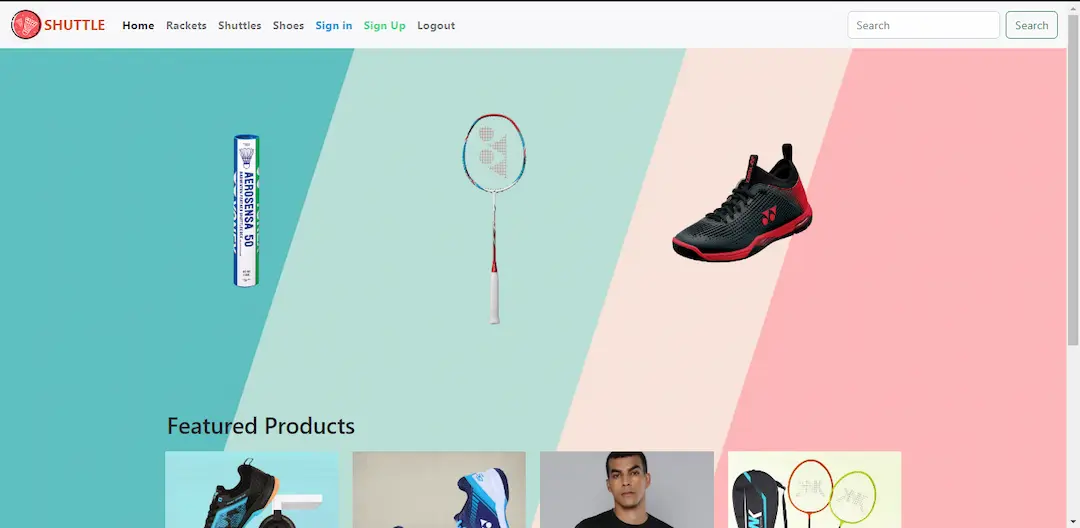 SHUTTLE Home Rackets Shuttles Shoes Sign in Sign Up Logout Search Search
AEROSENSA 50
Featured Products